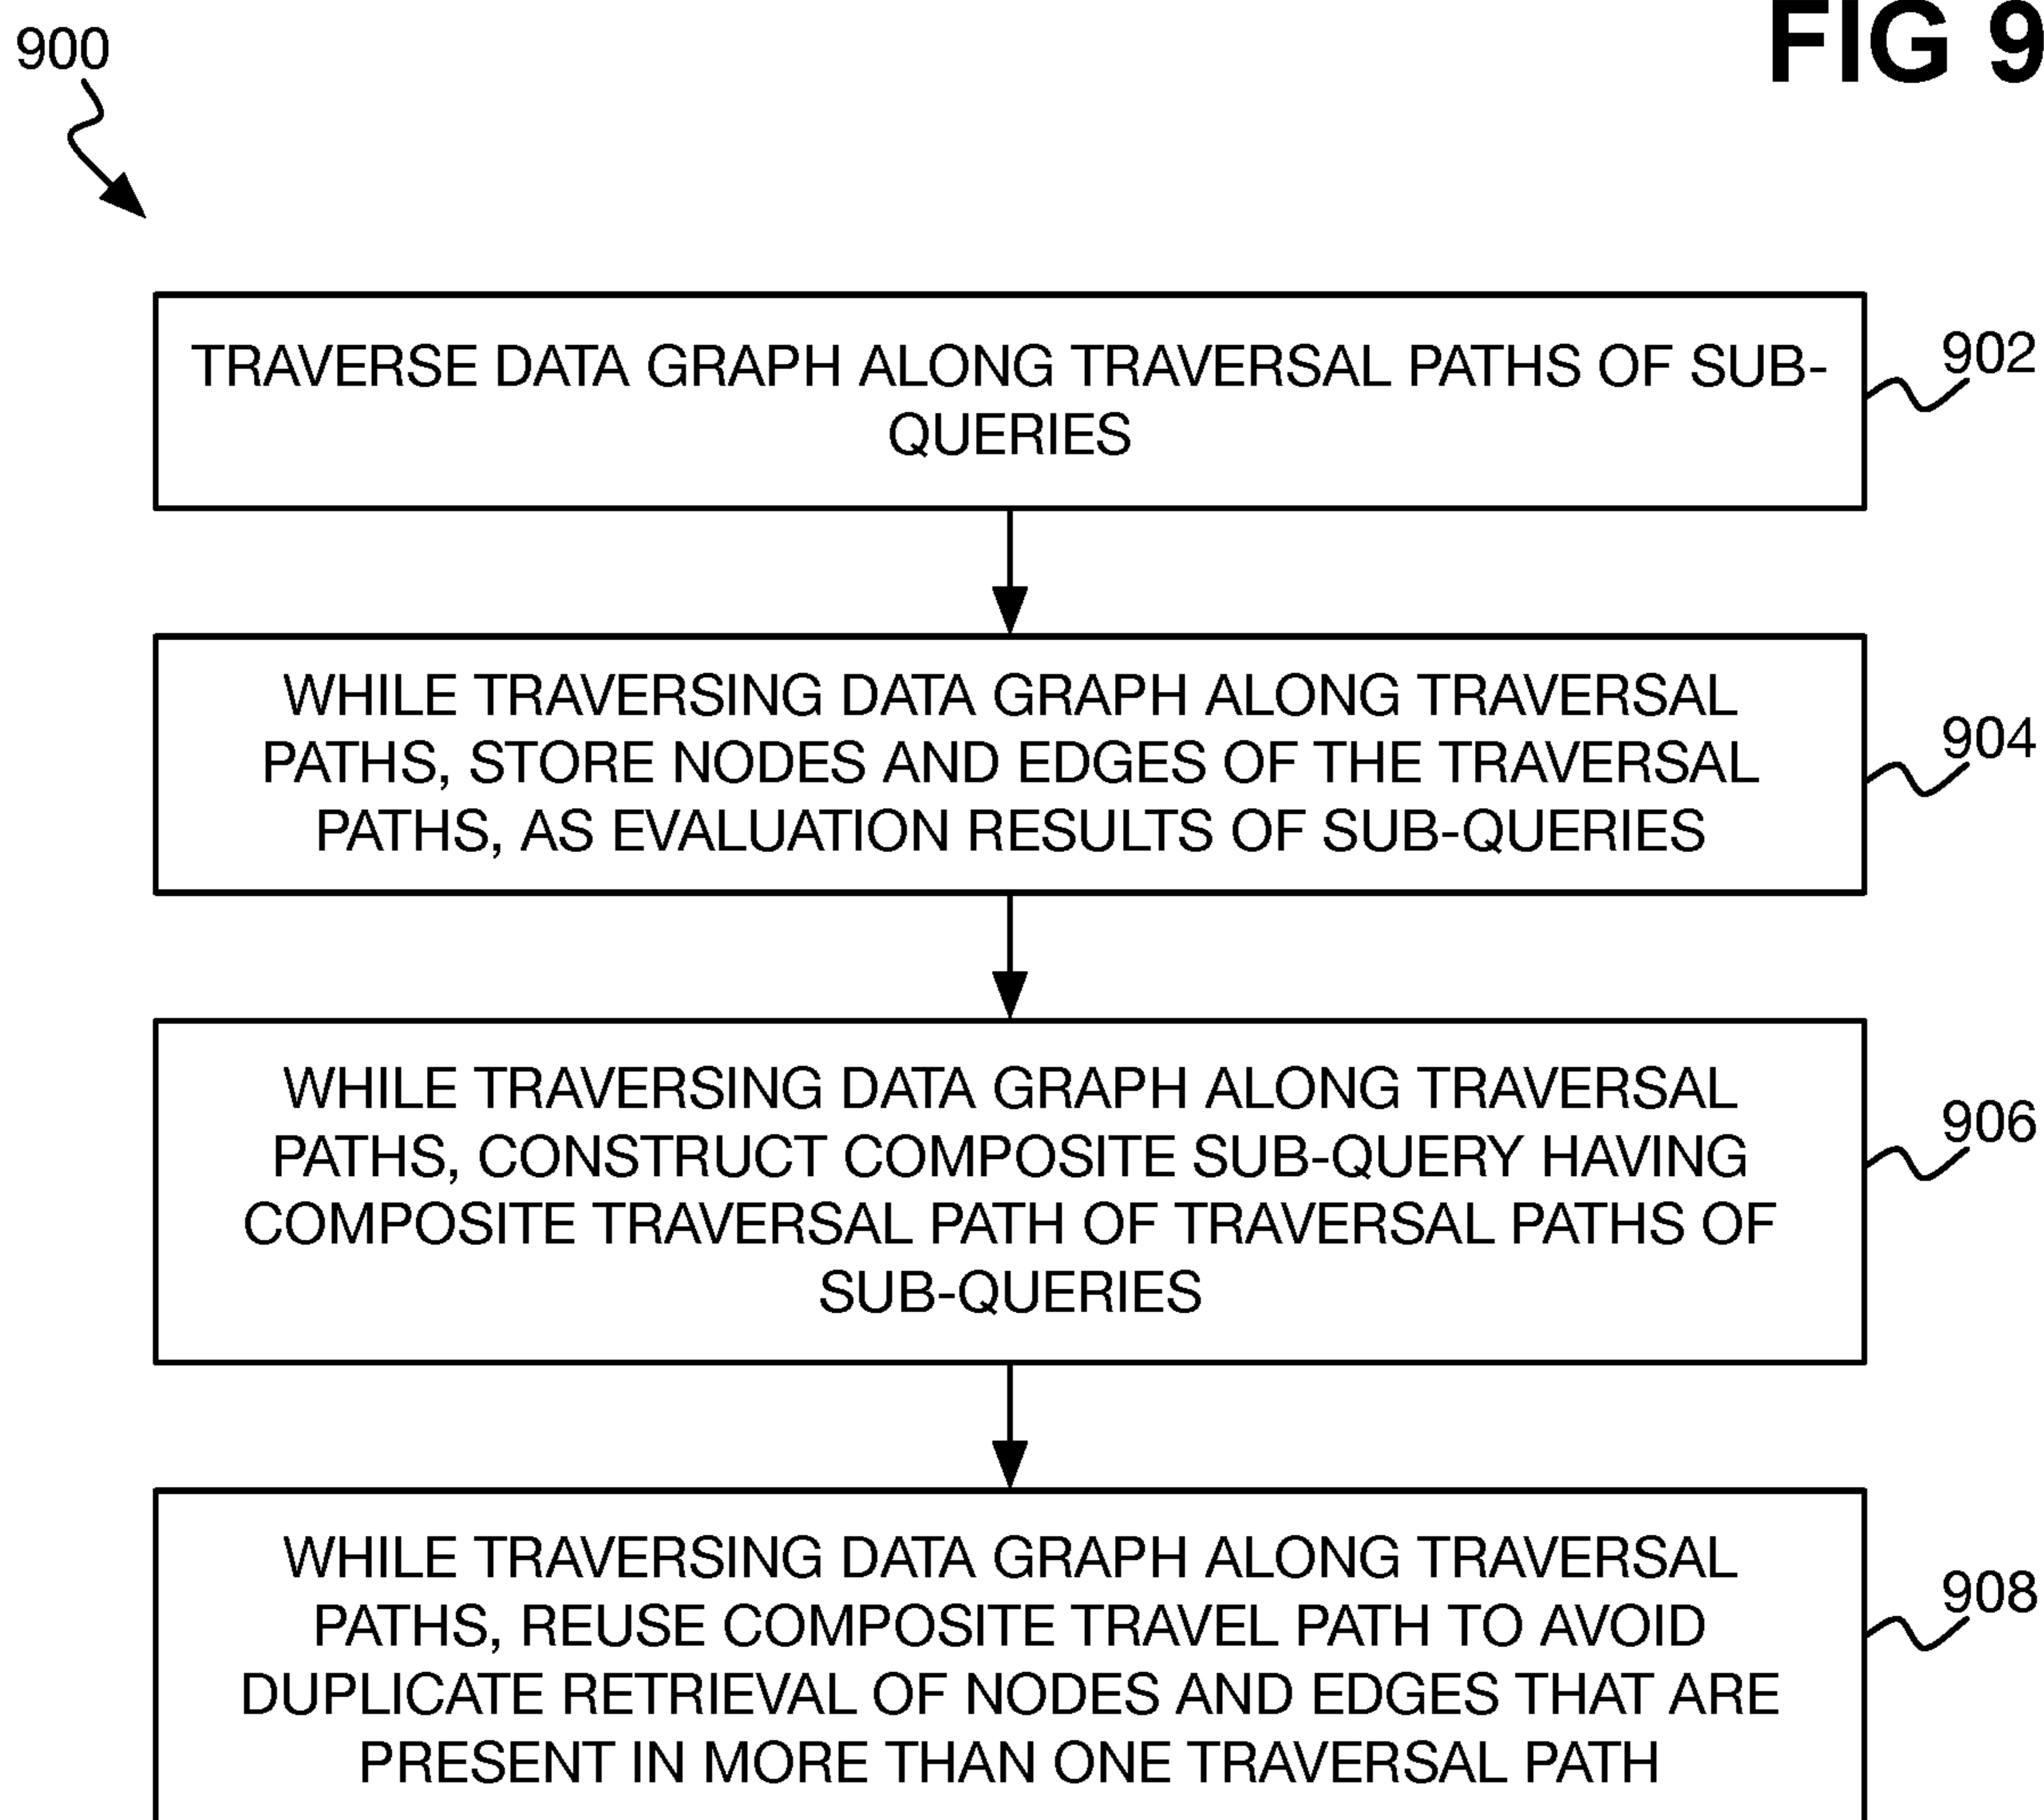 FIG 9
900
TRAVERSE DATA GRAPH ALONG TRAVERSAL PATHS OF SUB-
QUERIES
902
WHILE TRAVERSING DATA GRAPH ALONG TRAVERSAL
PATHS, STORE NODES AND EDGES OF THE TRAVERSAL
PATHS, AS EVALUATION RESULTS OF SUB-QUERIES
904
WHILE TRAVERSING DATA GRAPH ALONG TRAVERSAL
PATHS, CONSTRUCT COMPOSITE SUB-QUERY HAVING
COMPOSITE TRAVERSAL PATH OF TRAVERSAL PATHS OF
SUB-QUERIES
906
WHILE TRAVERSING DATA GRAPH ALONG TRAVERSAL
PATHS, REUSE COMPOSITE TRAVEL PATH TO AVOID
DUPLICATE RETRIEVAL OF NODES AND EDGES THAT ARE
PRESENT IN MORE THAN ONE TRAVERSAL PATH
908